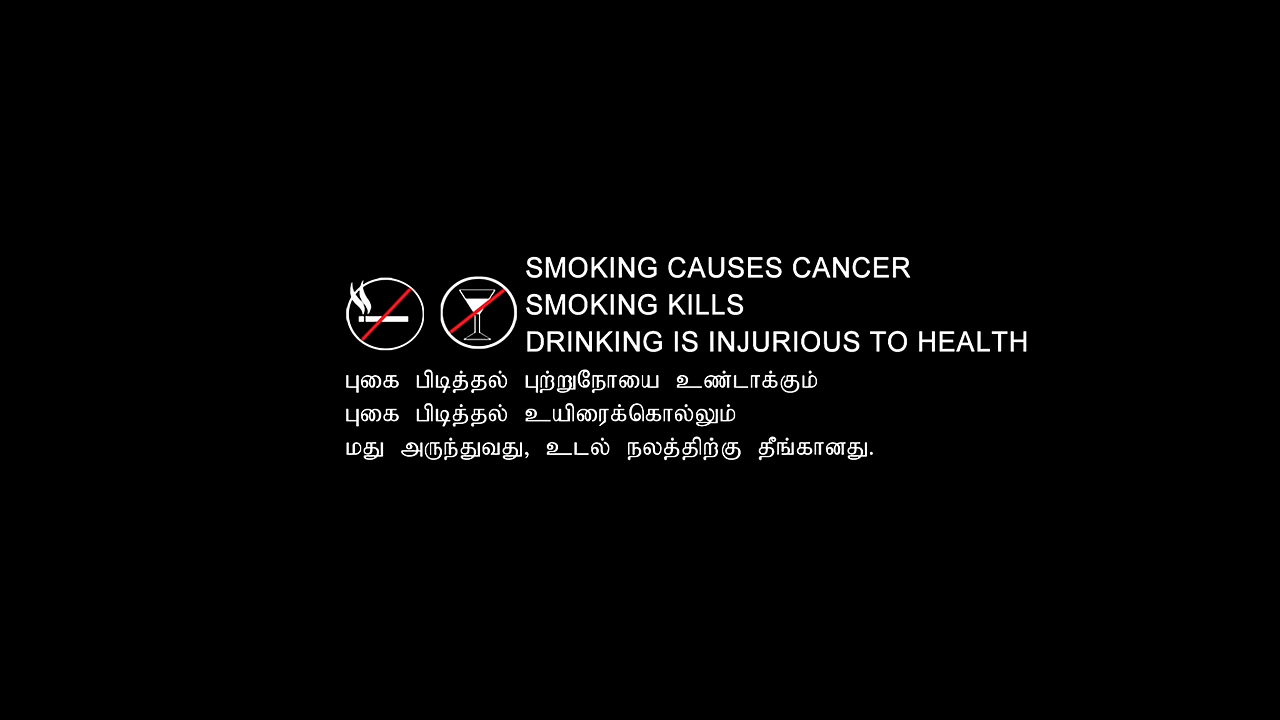 SMOKING CAUSES CANCER
SMOKING KILLS
DRINKING IS INJURIOUS TO HEALTH
புகை பிடித்தல் புற்றுநோயை உண்டாக்கும்
புகை பிடித்தல் உயிரைக்கொல்லும்
மது அருந்துவது, உடல் நலத்திற்கு தீங்கானது.